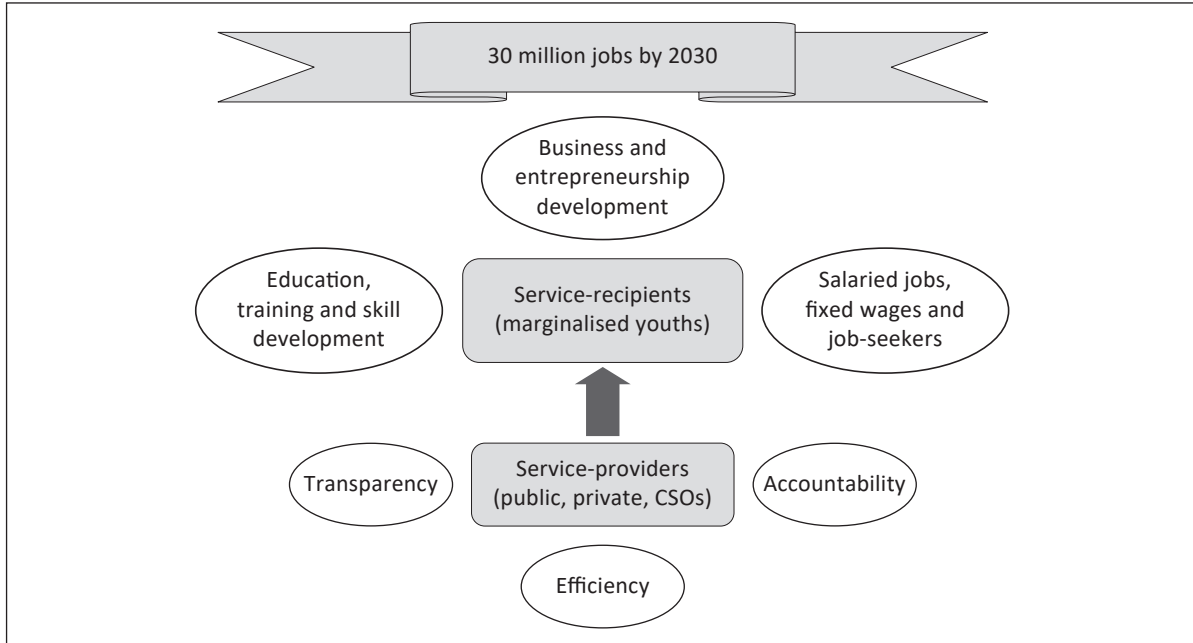 30 million jobs by 2030
Business and
entrepreneurship
development
Education,
training and skill
development
Service-recipients
(marginalised youths)
Salaried jobs,
fixed wages and
job-seekers
Transparency
Service-providers
(public, private, CSOs)
Accountability
Efficiency